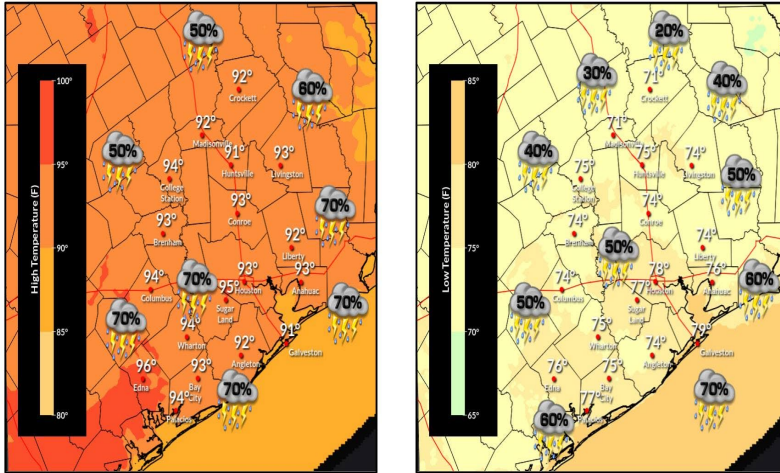 50%
92°
Crockett
60%
92°
Madisonville
50%
91°
Huntsville
93°
Livingston
94°
College
Station
93°
Conroe
70%
93°
Brenham
92°
Liberty
94°
Columbus
70%
93°
Houston
93°
Anahuac
95°
Sugar
Land
70%
70%
94°
Wharton
91°
Galveston
92°
Angleton
96°
Edna
93°
Bay
City
70%
94°
Palacios
High Temperature (F)
100°
95°
90°
85°
80°
20%
30%
71°
Crockett
40%
71°
Madisonville
40%
75°
Huntsville
74°
Livingston
50%
75°
College
Station
74°
Conroe
74°
Brenham
50%
74°
Liberty
74°
Columbus
50%
78°
Houston
76°
Anahuac
60%
77°
Sugar
Land
75°
Wharton
79°
Galveston
74°
Angleton
76°
Edna
75°
Bay
City
70%
77°
Palacios
60%
Low Temperature (F)
85°
80°
75°
70°
65°